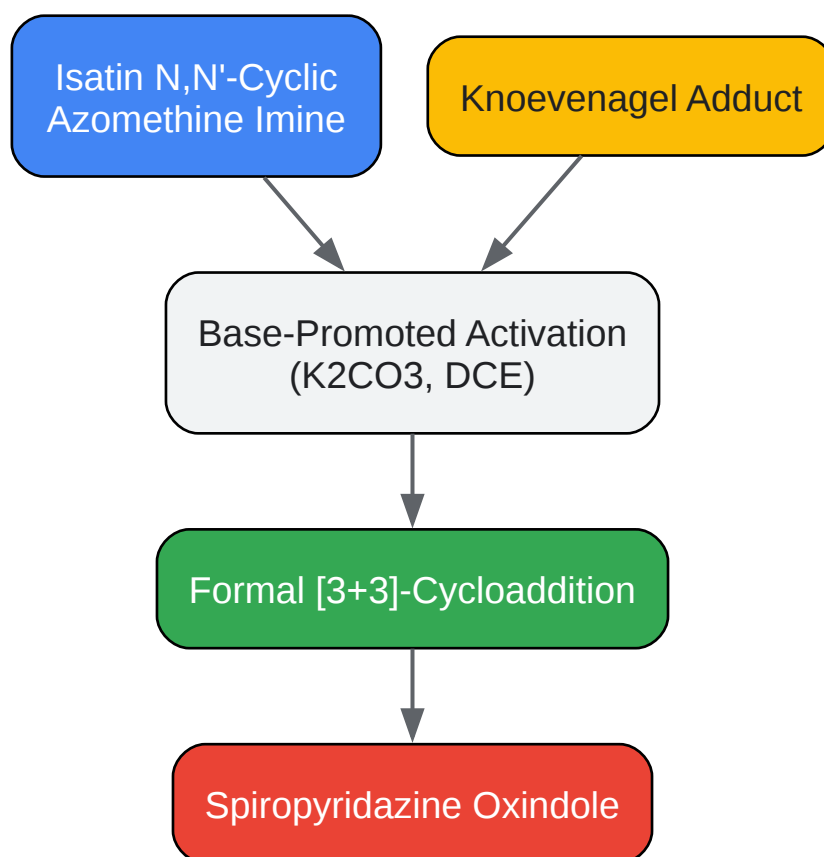 Isatin N,N'-Cyclic
Azomethine Imine
Knoevenagel Adduct
Base-Promoted Activation
(K2CO3, DCE)
Formal [3+3]-Cycloaddition
Spiropyridazine Oxindole